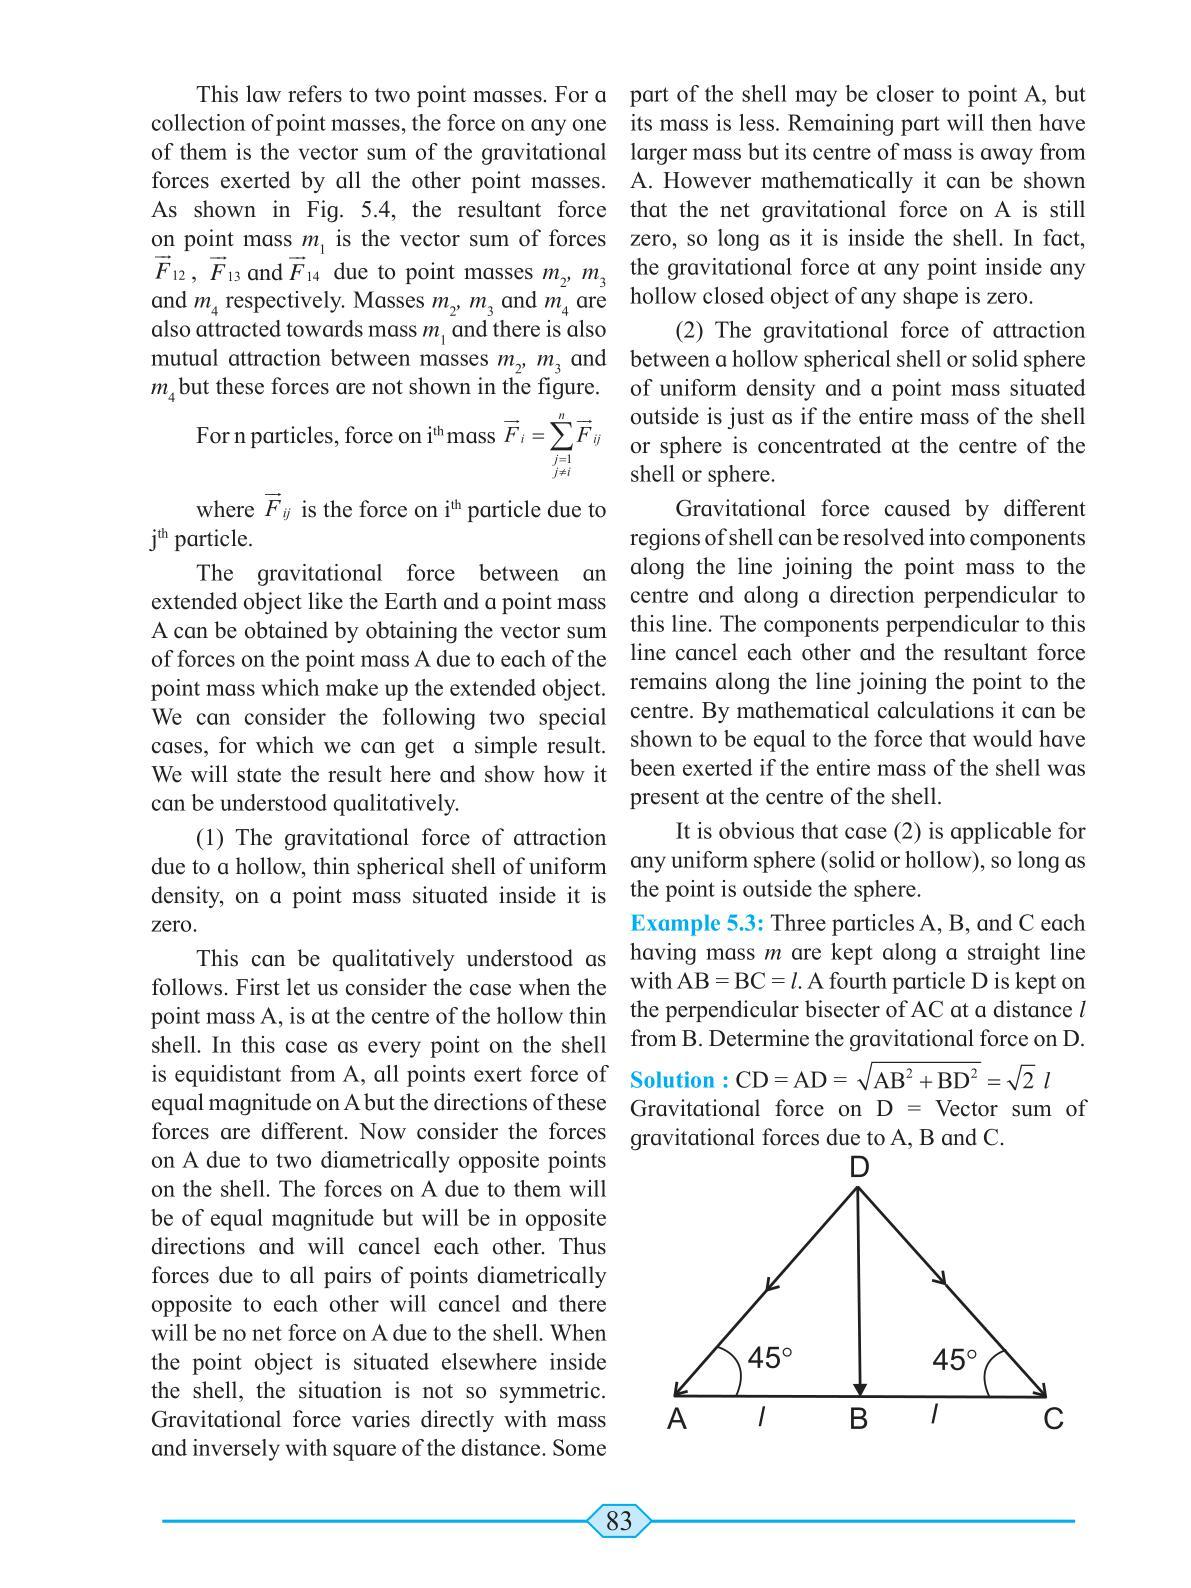 This law refers to two point masses. For a
collection of point masses, the force on any one
of them is the vector sum of the gravitational
forces exerted by all the other point masses.
As shown in Fig. 5.4, the resultant force
on point mass m₁ is the vector sum of forces
F⃗₁₂ , F⃗₁₃ and F⃗₁₄ due to point masses m₂, m₃
and m₄ respectively. Masses m₂, m₃ and m₄ are
also attracted towards mass m₁ and there is also
mutual attraction between masses m₂, m₃ and
m₄ but these forces are not shown in the figure.
For n particles, force on iᵗʰ mass F⃗ᵢ = ∑ⁿ_{j=1, j≠i} F⃗ᵢⱼ
where F⃗ᵢⱼ is the force on iᵗʰ particle due to
jᵗʰ particle.
The gravitational force between an
extended object like the Earth and a point mass
A can be obtained by obtaining the vector sum
of forces on the point mass A due to each of the
point mass which make up the extended object.
We can consider the following two special
cases, for which we can get a simple result.
We will state the result here and show how it
can be understood qualitatively.
(1) The gravitational force of attraction
due to a hollow, thin spherical shell of uniform
density, on a point mass situated inside it is
zero.
This can be qualitatively understood as
follows. First let us consider the case when the
point mass A, is at the centre of the hollow thin
shell. In this case as every point on the shell
is equidistant from A, all points exert force of
equal magnitude on A but the directions of these
forces are different. Now consider the forces
on A due to two diametrically opposite points
on the shell. The forces on A due to them will
be of equal magnitude but will be in opposite
directions and will cancel each other. Thus
forces due to all pairs of points diametrically
opposite to each other will cancel and there
will be no net force on A due to the shell. When
the point object is situated elsewhere inside
the shell, the situation is not so symmetric.
Gravitational force varies directly with mass
and inversely with square of the distance. Some
part of the shell may be closer to point A, but
its mass is less. Remaining part will then have
larger mass but its centre of mass is away from
A. However mathematically it can be shown
that the net gravitational force on A is still
zero, so long as it is inside the shell. In fact,
the gravitational force at any point inside any
hollow closed object of any shape is zero.
(2) The gravitational force of attraction
between a hollow spherical shell or solid sphere
of uniform density and a point mass situated
outside is just as if the entire mass of the shell
or sphere is concentrated at the centre of the
shell or sphere.
Gravitational force caused by different
regions of shell can be resolved into components
along the line joining the point mass to the
centre and along a direction perpendicular to
this line. The components perpendicular to this
line cancel each other and the resultant force
remains along the line joining the point to the
centre. By mathematical calculations it can be
shown to be equal to the force that would have
been exerted if the entire mass of the shell was
present at the centre of the shell.
It is obvious that case (2) is applicable for
any uniform sphere (solid or hollow), so long as
the point is outside the sphere.
Example 5.3: Three particles A, B, and C each
having mass m are kept along a straight line
with AB = BC = l. A fourth particle D is kept on
the perpendicular bisecter of AC at a distance l
from B. Determine the gravitational force on D.
Solution : CD = AD = √(AB² + BD²) = √2 l
Gravitational force on D = Vector sum of
gravitational forces due to A, B and C.
D
45° 45°
A l B l C
83